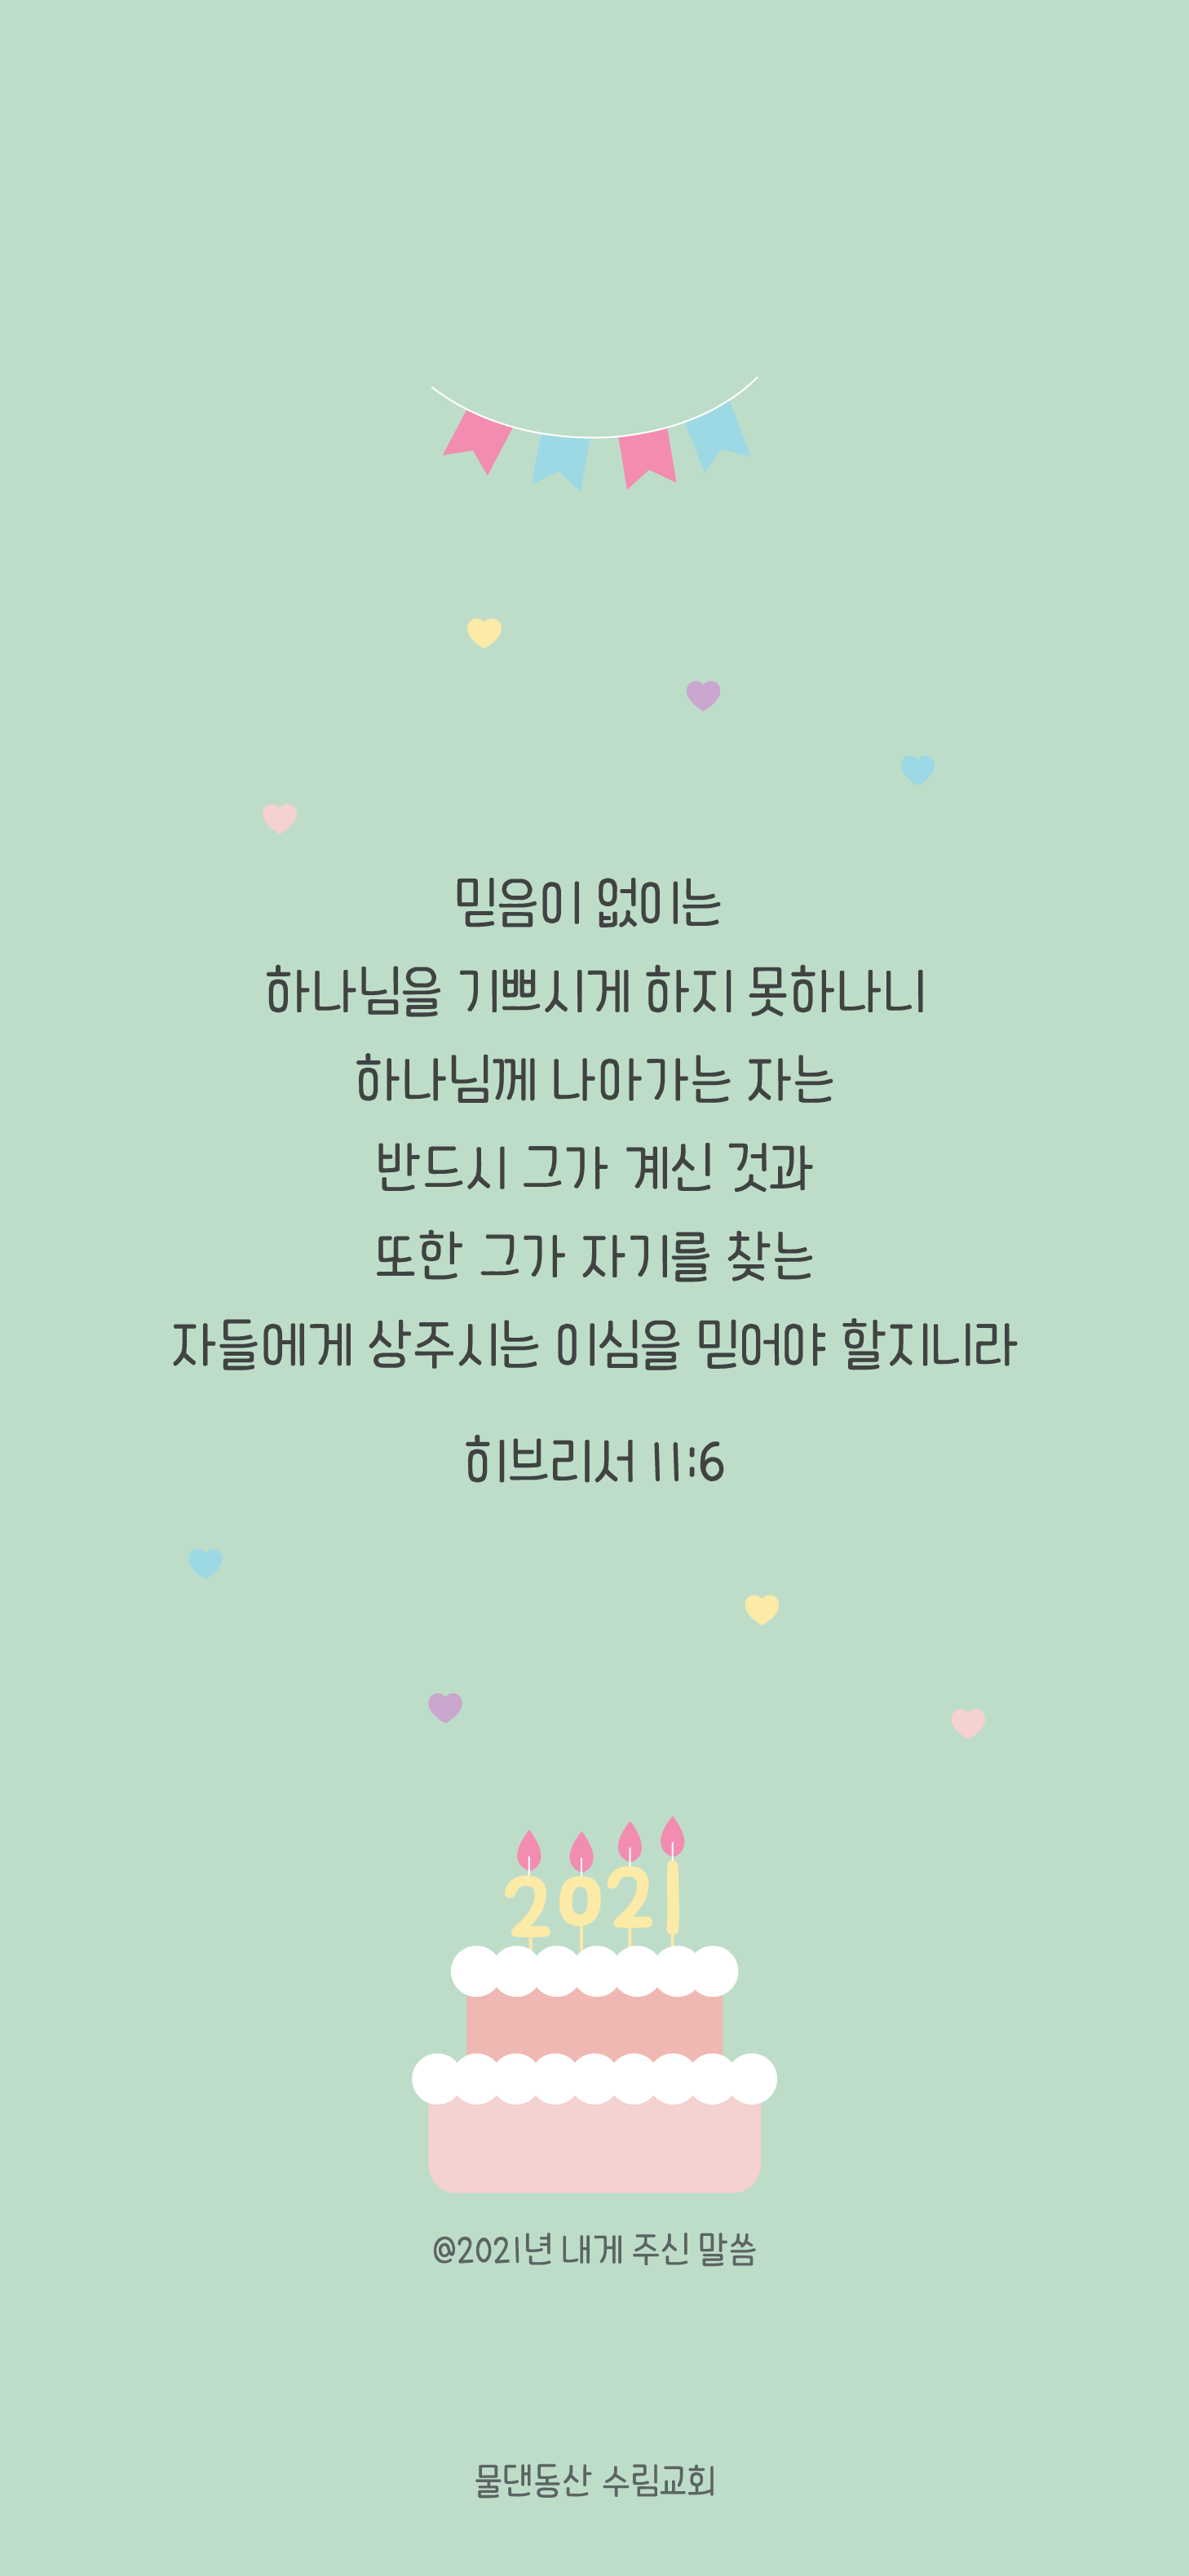 믿음이 없이는
하나님을 기쁘시게 하지 못하나니
하나님께 나아가는 자는
반드시 그가 계신 것과
또한 그가 자기를 찾는
자들에게 상주시는 이심을 믿어야 할지니라
히브리서 11:6
2021
@2021년 내게 주신 말씀
물댄동산 수림교회